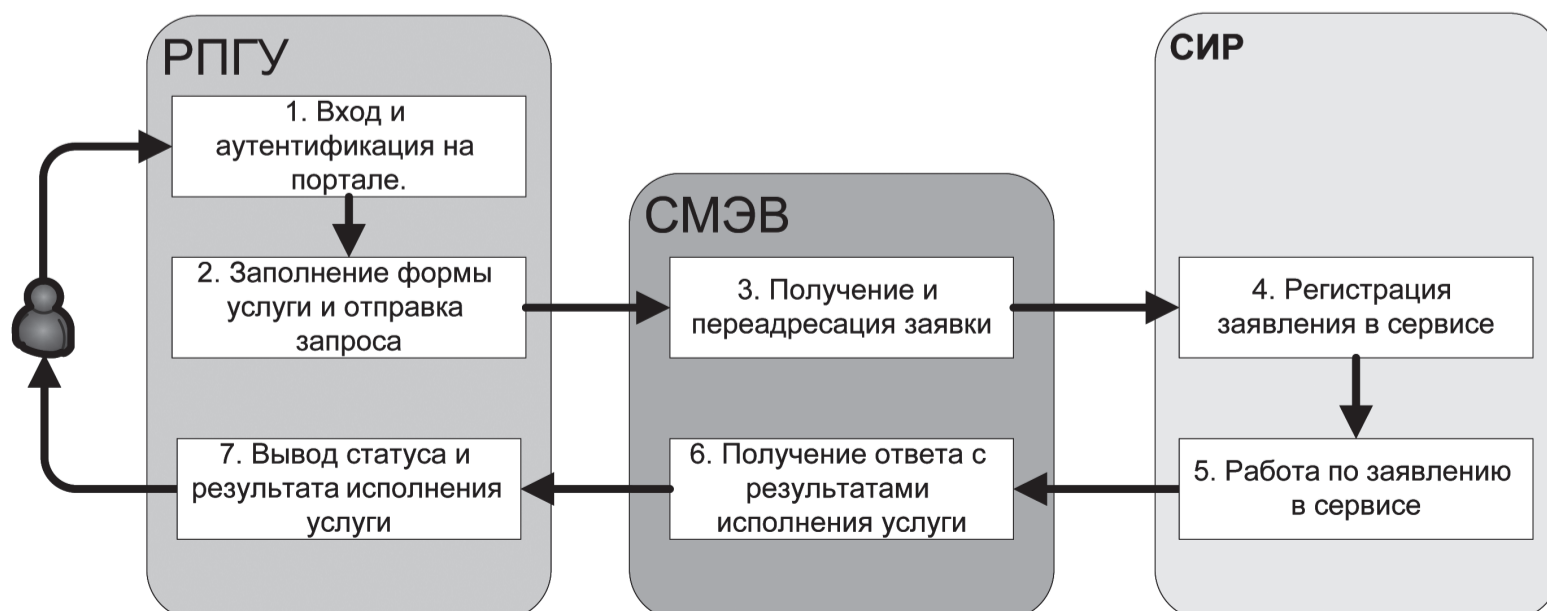 РПГУ
1. Вход и
аутентификация на
портале.
2. Заполнение формы
услуги и отправка
запроса
7. Вывод статуса и
результата исполнения
услуги
СМЭВ
3. Получение и
переадресация заявки
6. Получение ответа с
результатами
исполнения услуги
СИР
4. Регистрация
заявления в сервисе
5. Работа по заявлению
в сервисе